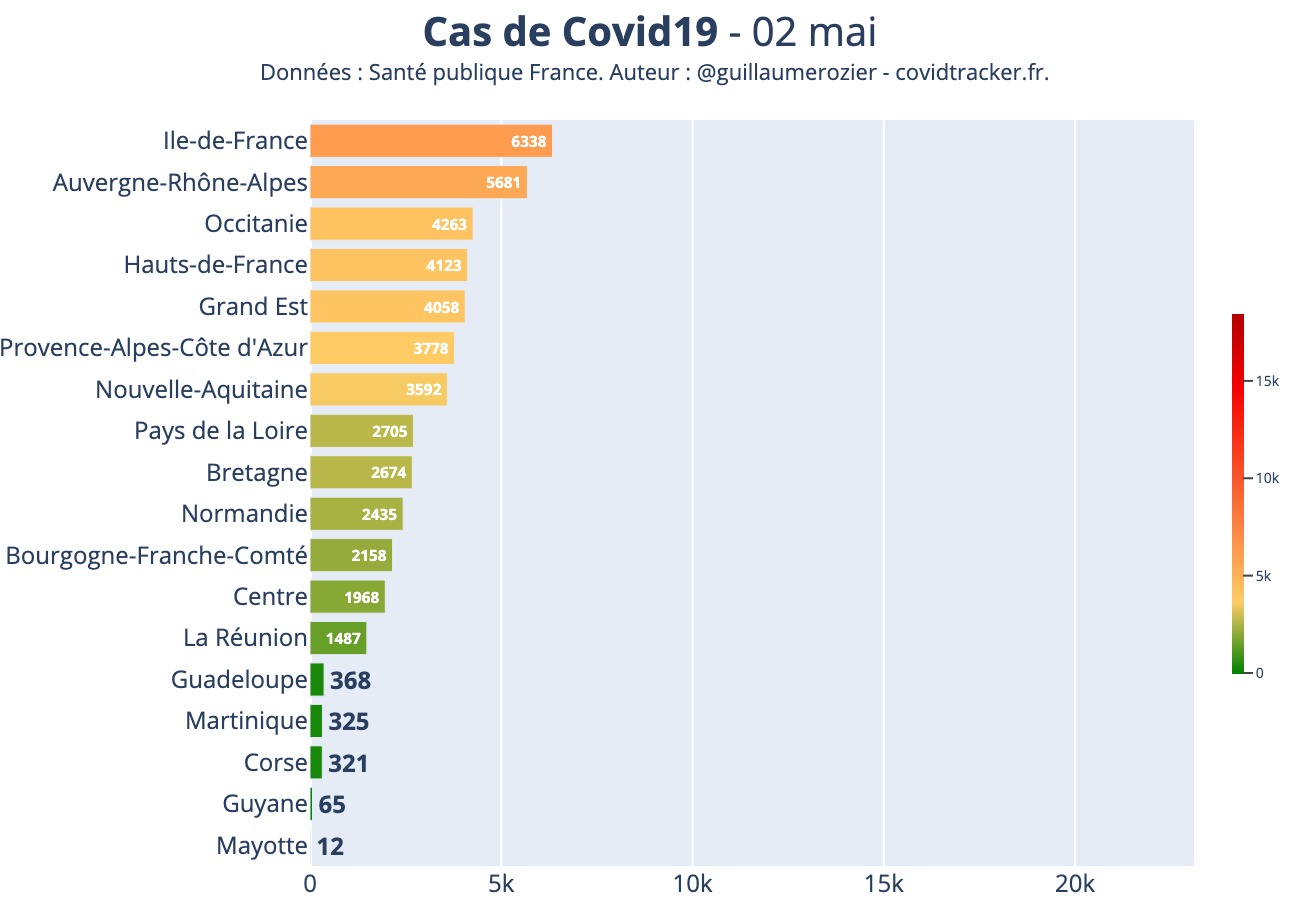 Cas de Covid19 - 02 mai
Données : Santé publique France. Auteur : @guillaumerozier - covidtracker.fr.
Ile-de-France 6338
Auvergne-Rhône-Alpes 5681
Occitanie 4263
Hauts-de-France 4123
Grand Est 4058
Provence-Alpes-Côte d'Azur 3778
Nouvelle-Aquitaine 3592
Pays de la Loire 2705
Bretagne 2674
Normandie 2435
Bourgogne-Franche-Comté 2158
Centre 1968
La Réunion 1487
Guadeloupe 368
Martinique 325
Corse 321
Guyane 65
Mayotte 12
0 5k 10k 15k 20k
15k
10k
5k
0